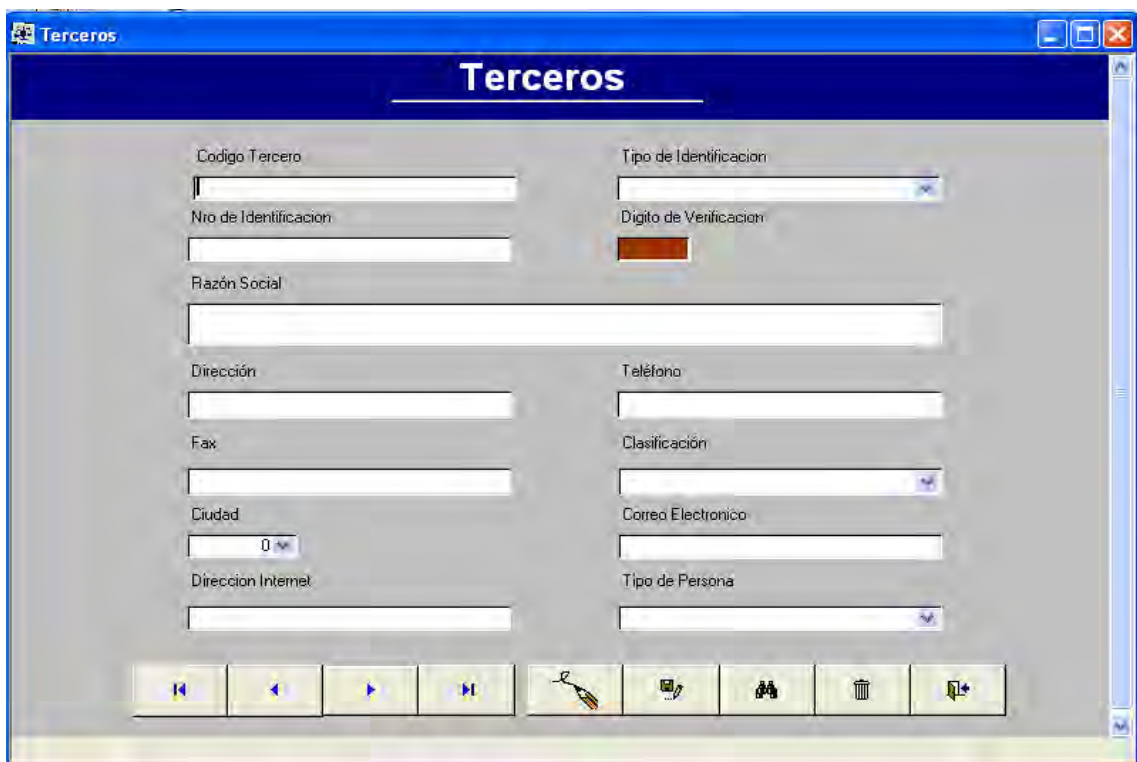 Terceros
Terceros
Codigo Tercero Tipo de Identificacion
Nro de Identificacion Digito de Verificacion
Razón Social
Dirección Teléfono
Fax Clasificación
Ciudad Correo Electronico
0
Direccion Internet Tipo de Persona